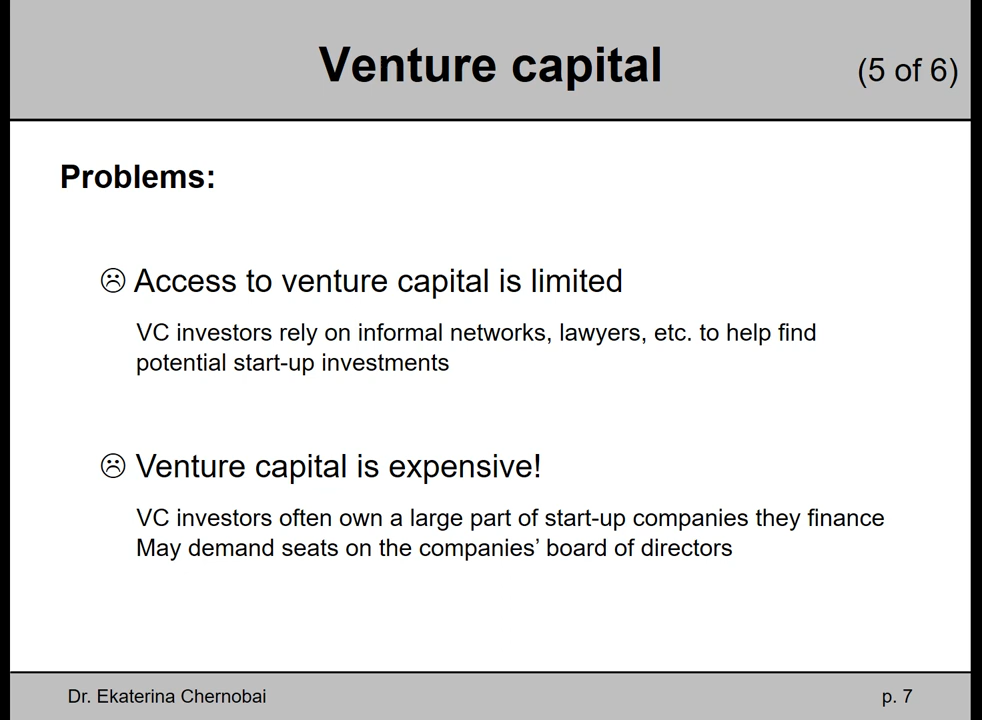 Venture capital
(5 of 6)
Problems:
☹ Access to venture capital is limited
VC investors rely on informal networks, lawyers, etc. to help find
potential start-up investments
☹ Venture capital is expensive!
VC investors often own a large part of start-up companies they finance
May demand seats on the companies’ board of directors
Dr. Ekaterina Chernobai
p. 7